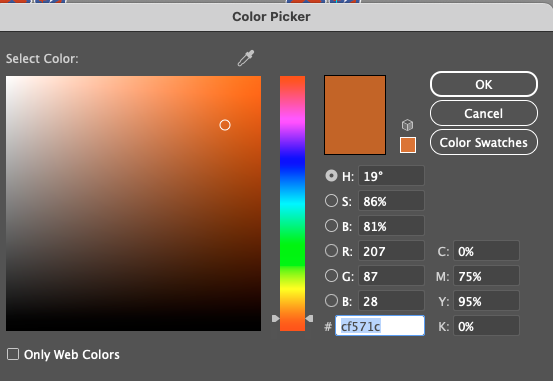 Color Picker
Select Color:
OK
Cancel
Color Swatches
H: 19°
S: 86%
B: 81%
R: 207 C: 0%
G: 87 M: 75%
B: 28 Y: 95%
# cf571c K: 0%
Only Web Colors